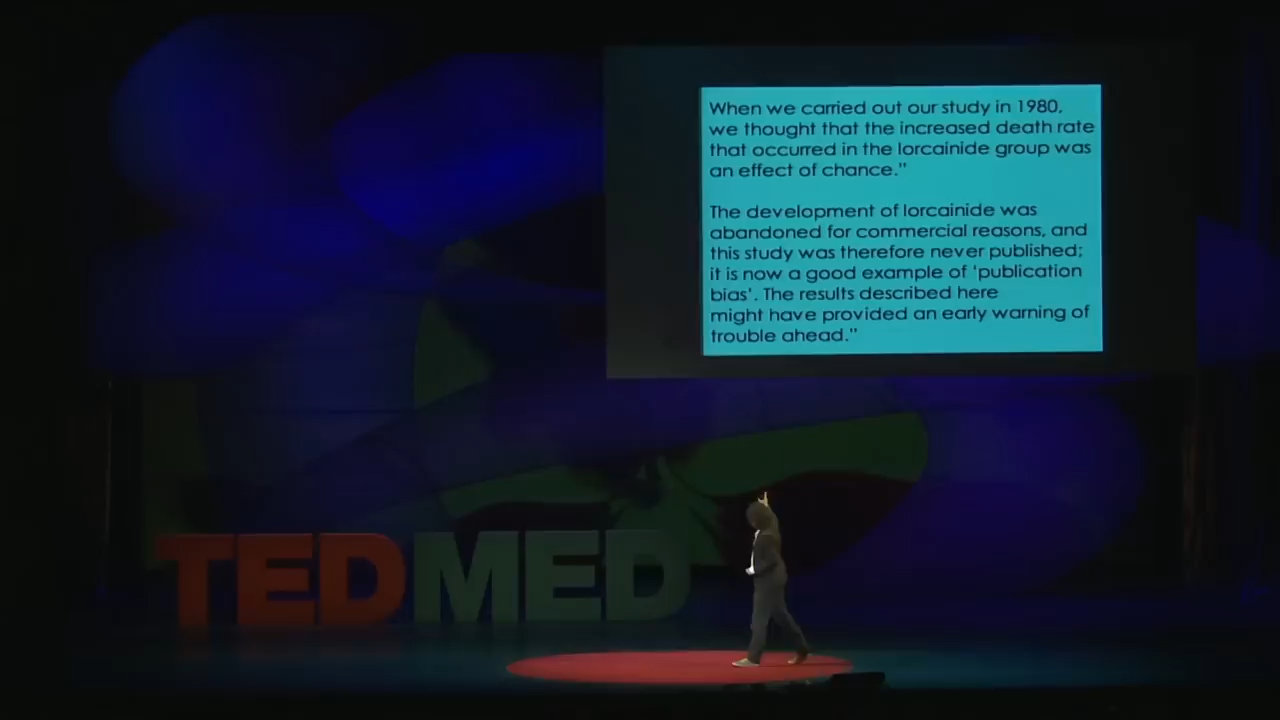 When we carried out our study in 1980,
we thought that the increased death rate
that occurred in the lorcainide group was
an effect of chance."
The development of lorcainide was
abandoned for commercial reasons, and
this study was therefore never published;
it is now a good example of 'publication
bias'. The results described here
might have provided an early warning of
trouble ahead."
TEDMED